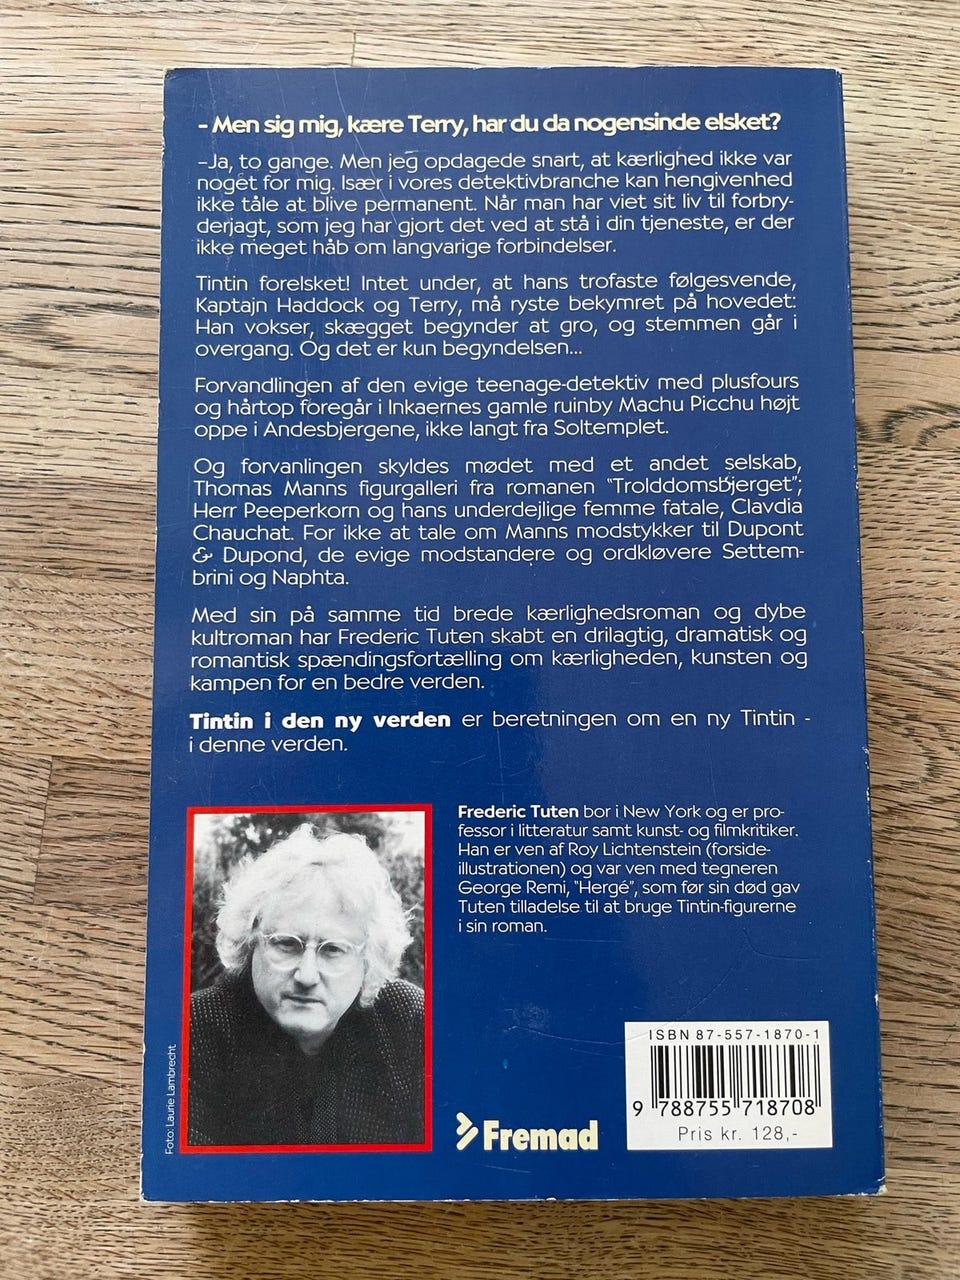 - Men sig mig, kære Terry, har du da nogensinde elsket?
–Ja, to gange. Men jeg opdagede snart, at kærlighed ikke var
noget for mig. Især i vores detektivbranche kan hengivenhed
ikke tåle at blive permanent. Når man har viet sit liv til forbry-
derjagt, som jeg har gjort det ved at stå i din tjeneste, er der
ikke meget håb om langvarige forbindelser.
Tintin forelsket! Intet under, at hans trofaste følgesvende,
Kaptajn Haddock og Terry, må ryste bekymret på hovedet:
Han vokser, skægget begynder at gro, og stemmen går i
overgang. Og det er kun begyndelsen...
Forvandlingen af den evige teenage-detektiv med plusfours
og hårtop foregår i Inkaernes gamle ruinby Machu Picchu højt
oppe i Andesbjergene, ikke langt fra Soltemplet.
Og forvanlingen skyldes mødet med et andet selskab,
Thomas Manns figurgalleri fra romanen "Trolddomsbjerget";
Herr Peeperkorn og hans underdejlige femme fatale, Clavdia
Chauchat. For ikke at tale om Manns modstykker til Dupont
& Dupond, de evige modstandere og ordkløvere Settem-
brini og Naphta.
Med sin på samme tid brede kærlighedsroman og dybe
kultroman har Frederic Tuten skabt en drilagtig, dramatisk og
romantisk spændingsfortælling om kærligheden, kunsten og
kampen for en bedre verden.
Tintin i den ny verden er beretningen om en ny Tintin -
i denne verden.
Frederic Tuten bor i New York og er pro-
fessor i litteratur samt kunst- og filmkritiker.
Han er ven af Roy Lichtenstein (forside-
illustrationen) og var ven med tegneren
George Remi, "Hergé", som før sin død gav
Tuten tilladelse til at bruge Tintin-figurerne
i sin roman.
Foto: Laurie Lambrecht
Fremad
ISBN 87-557-1870-1
9 788755 718708
Pris kr. 128,-